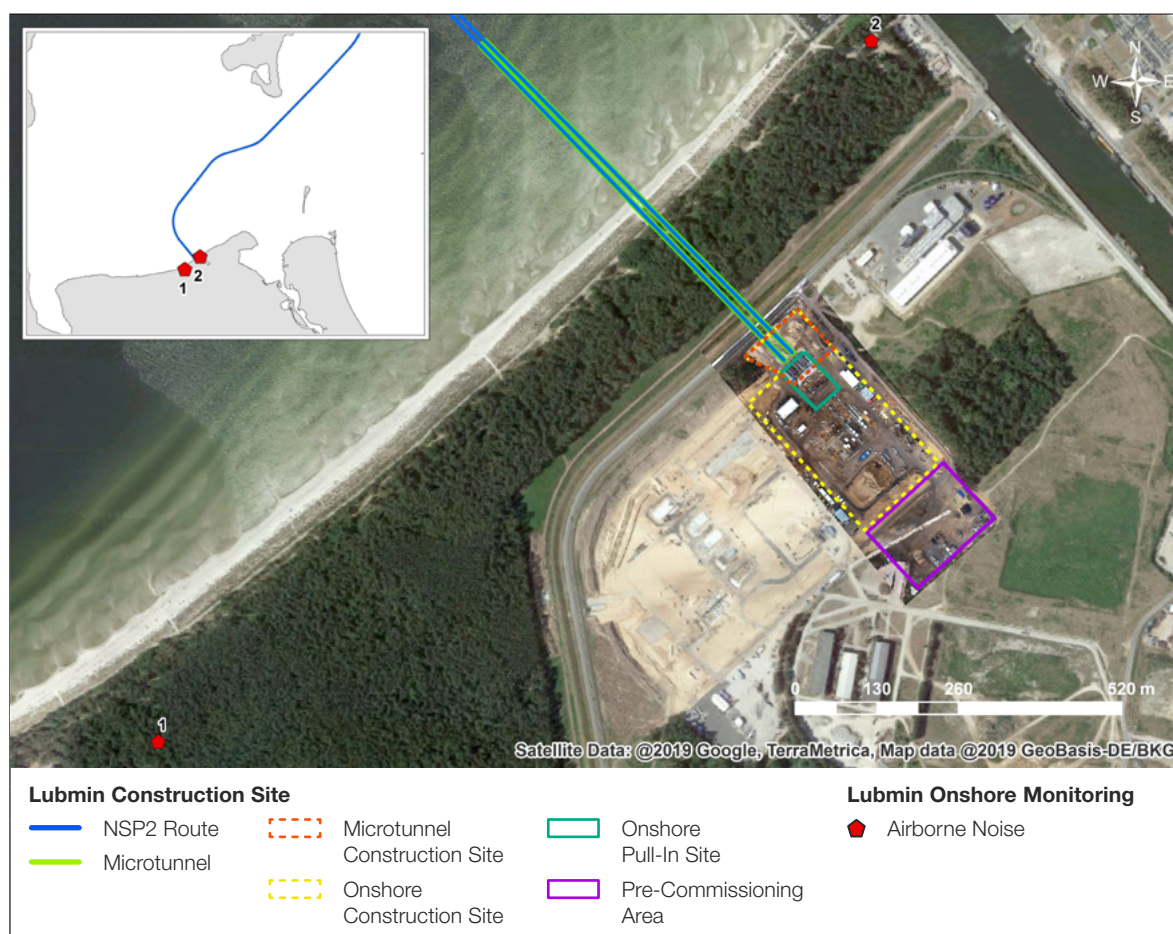 2
N
W
E
S
2
1
0
130
260
520 m
1
Satellite Data: @2019 Google, TerraMetrica, Map data @2019 GeoBasis-DE/BKG
Lubmin Construction Site
NSP2 Route
Microtunnel
Microtunnel
Construction Site
Onshore
Construction Site
Onshore
Pull-In Site
Pre-Commissioning
Area
Lubmin Onshore Monitoring
Airborne Noise